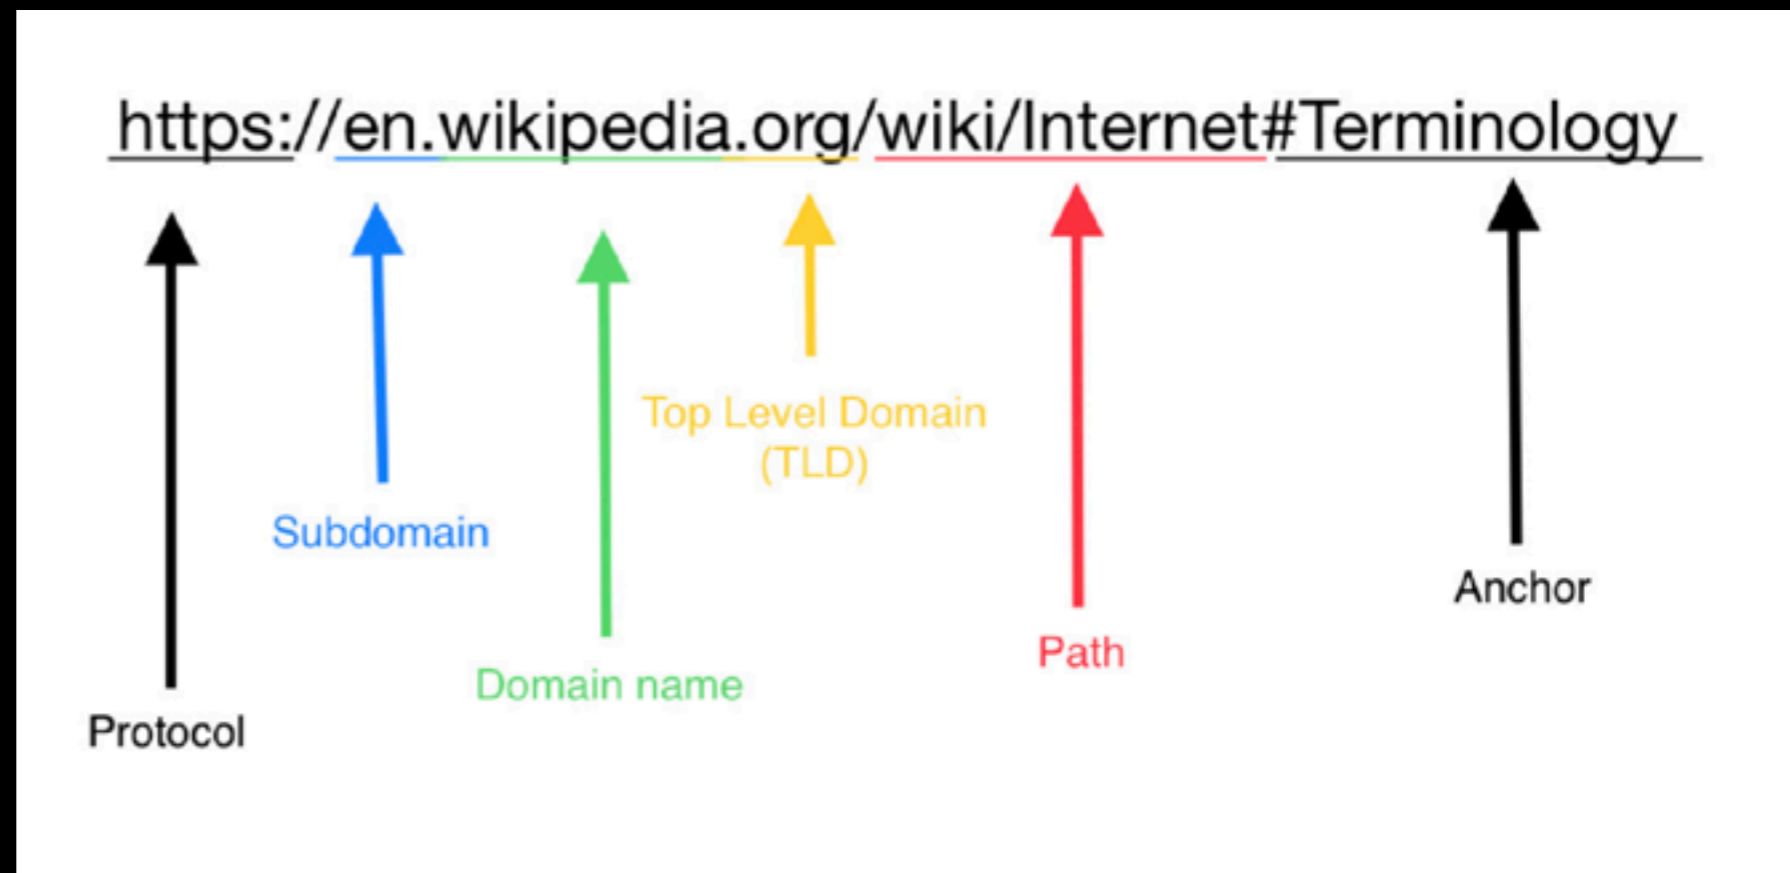 https://en.wikipedia.org/wiki/Internet#Terminology
Top Level Domain
(TLD)
Subdomain
Anchor
Path
Domain name
Protocol